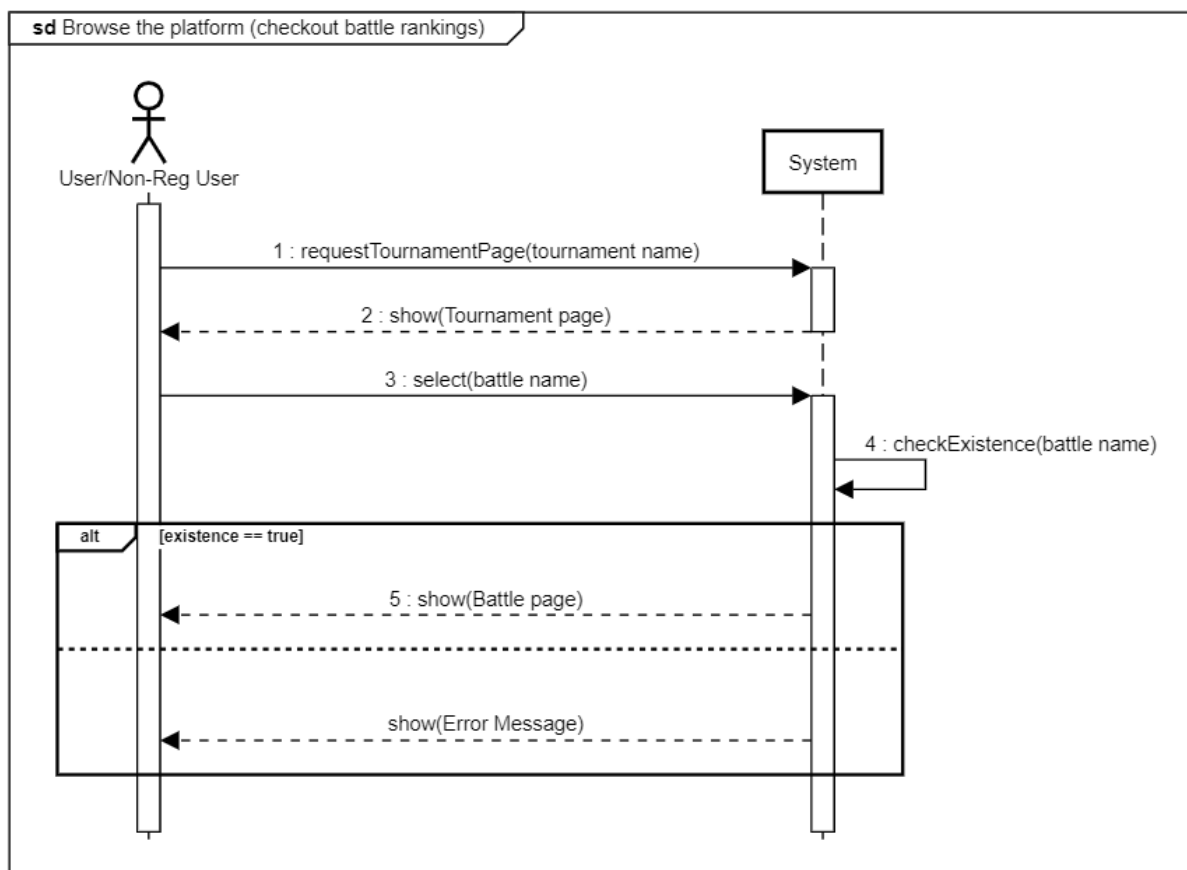 sd Browse the platform (checkout battle rankings)
User/Non-Reg User
System
1 : requestTournamentPage(tournament name)
2 : show(Tournament page)
3 : select(battle name)
4 : checkExistence(battle name)
alt
[existence == true]
5 : show(Battle page)
show(Error Message)